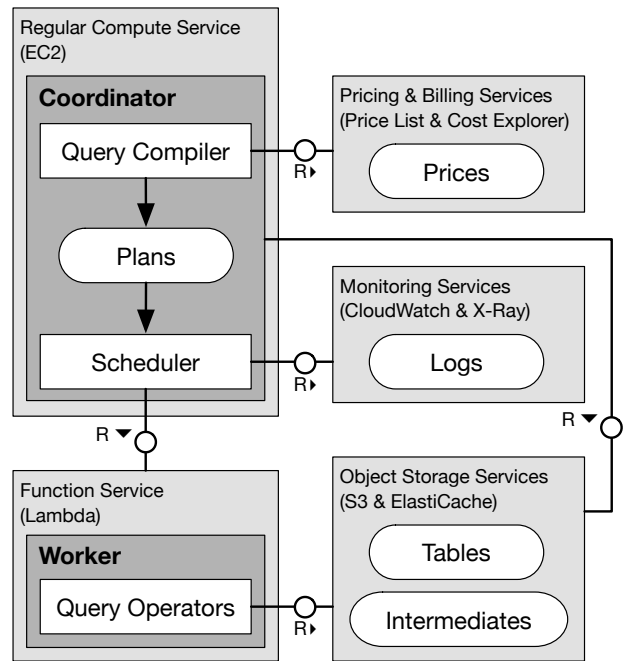 Regular Compute Service
(EC2)
Coordinator
Query Compiler
R
Pricing & Billing Services
(Price List & Cost Explorer)
Prices
Plans
Monitoring Services
(CloudWatch & X-Ray)
Scheduler
R
Logs
R
R
Function Service
(Lambda)
Worker
Query Operators
R
Object Storage Services
(S3 & ElastiCache)
Tables
Intermediates